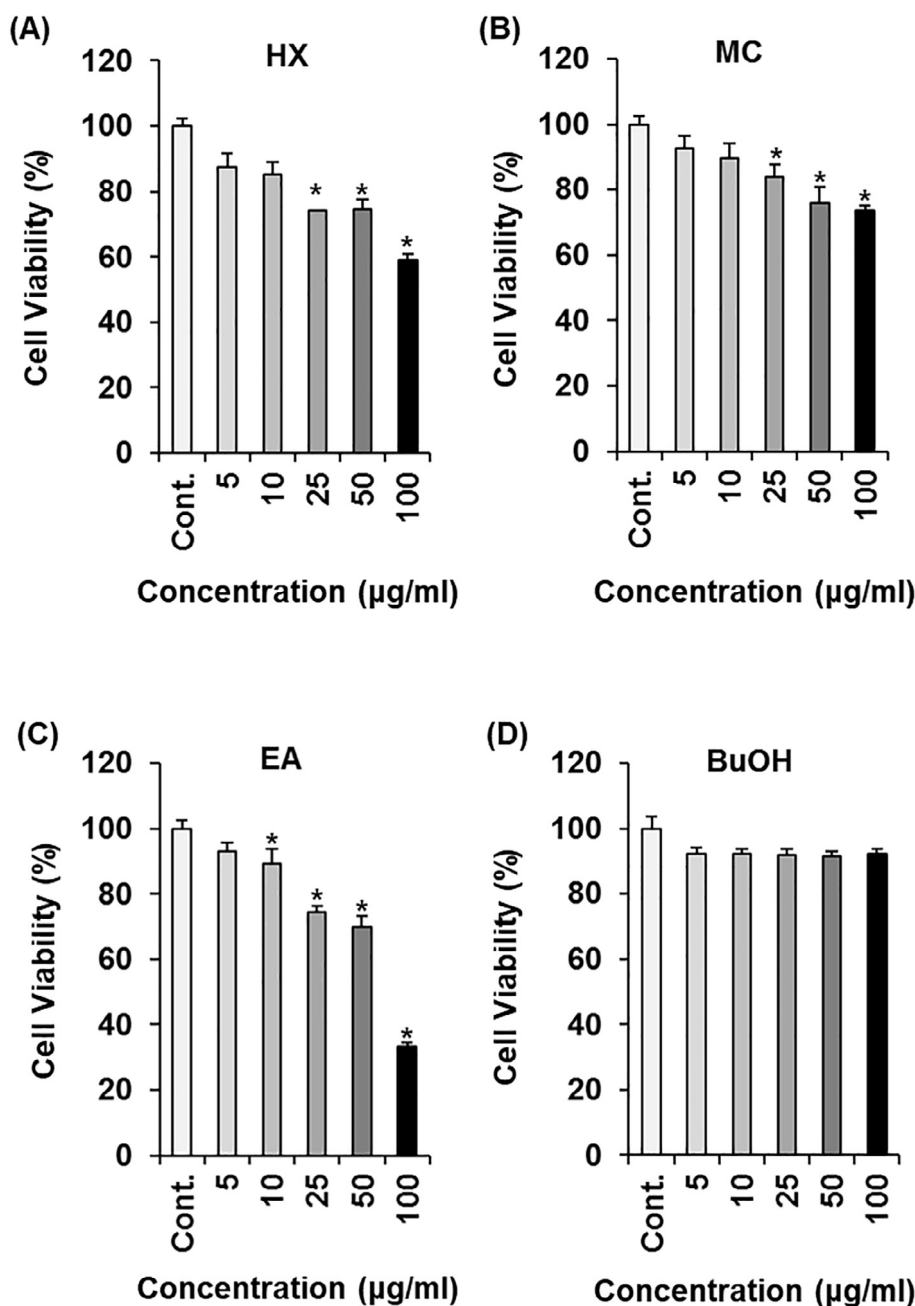 (A)
HX
Cell Viability (%)
120
100
80
60
40
20
0
* * *
Cont. 5 10 25 50 100
Concentration (µg/ml)
(B)
MC
Cell Viability (%)
120
100
80
60
40
20
0
* * *
Cont. 5 10 25 50 100
Concentration (µg/ml)
(C)
EA
Cell Viability (%)
120
100
80
60
40
20
0
* * * *
Cont. 5 10 25 50 100
Concentration (µg/ml)
(D)
BuOH
Cell Viability (%)
120
100
80
60
40
20
0
Cont. 5 10 25 50 100
Concentration (µg/ml)